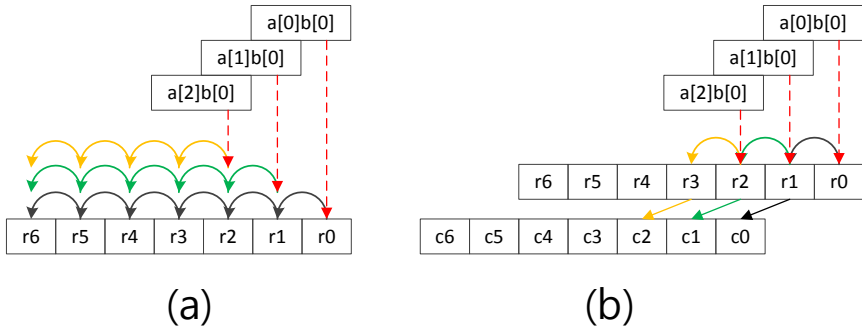 a[0]b[0]
a[1]b[0]
a[2]b[0]
r6 r5 r4 r3 r2 r1 r0
(a)
a[0]b[0]
a[1]b[0]
a[2]b[0]
r6 r5 r4 r3 r2 r1 r0
c6 c5 c4 c3 c2 c1 c0
(b)